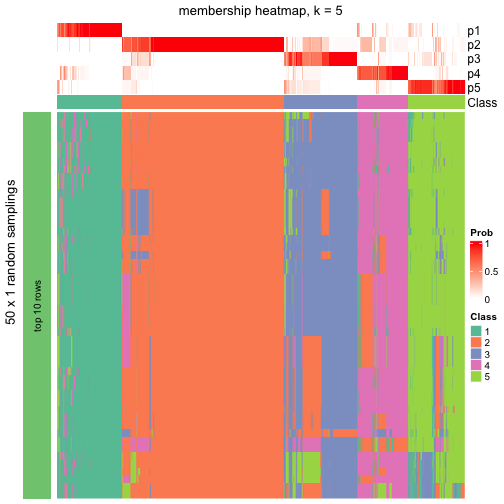 membership heatmap, k = 5
p1
p2
p3
p4
p5
Class
50 x 1 random samplings
top 10 rows
Prob
1
0.5
0
Class
1
2
3
4
5